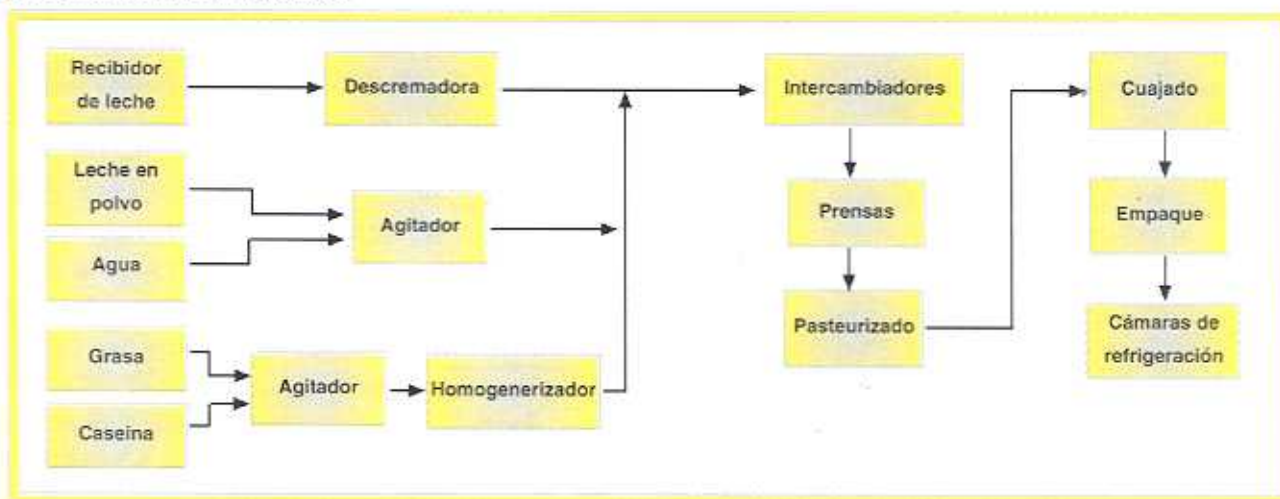 Recibidor
de leche
Descremadora
Intercambiadores
Cuajado
Leche en
polvo
Agitador
Prensas
Empaque
Agua
Pasteurizado
Cámaras de
refrigeración
Grasa
Agitador
Homogenerizador
Caseína